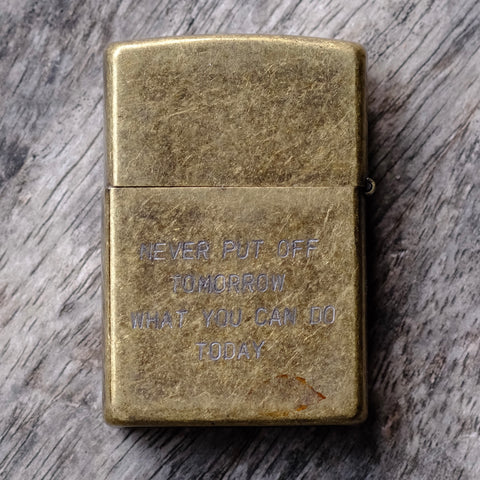 NEVER PUT OFF
TOMORROW
WHAT YOU CAN DO
TODAY